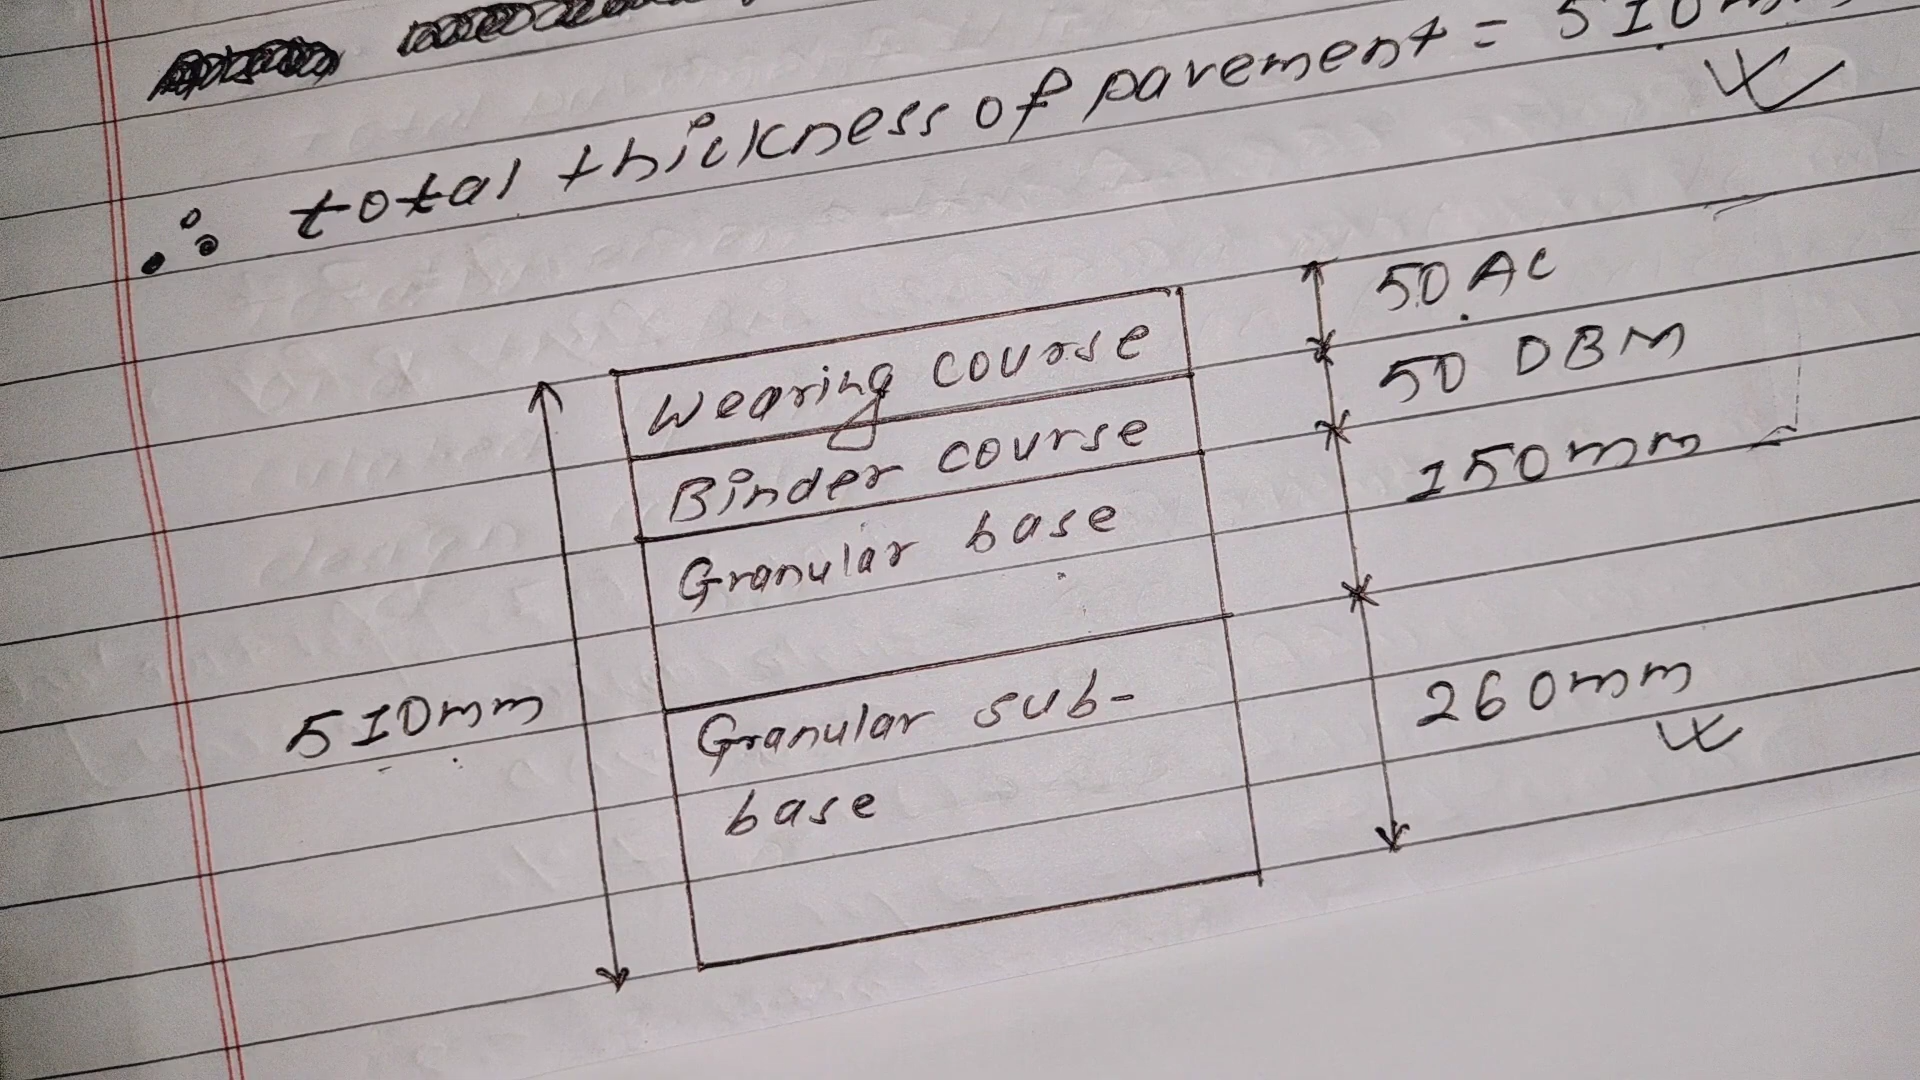 ∴ total thickness of pavement = 510
Wearing course
50 AC
Binder course
50 DBM
Granular base
150mm
Granular sub-
base
260mm
510mm